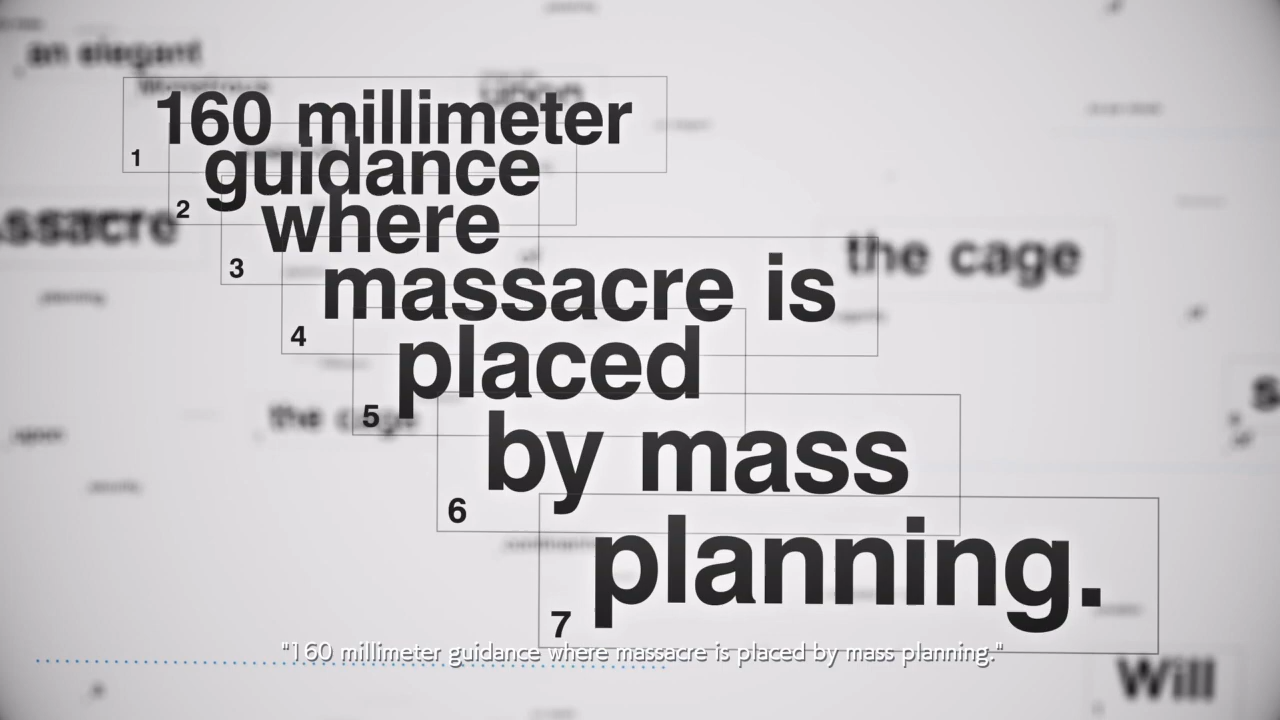 an elegant
160 millimeter
1
guidance
2
where
3
massacre is
the cage
4
placed
the cage
5
by mass
6
planning.
7
"160 millimeter guidance where massacre is placed by mass planning."
Will